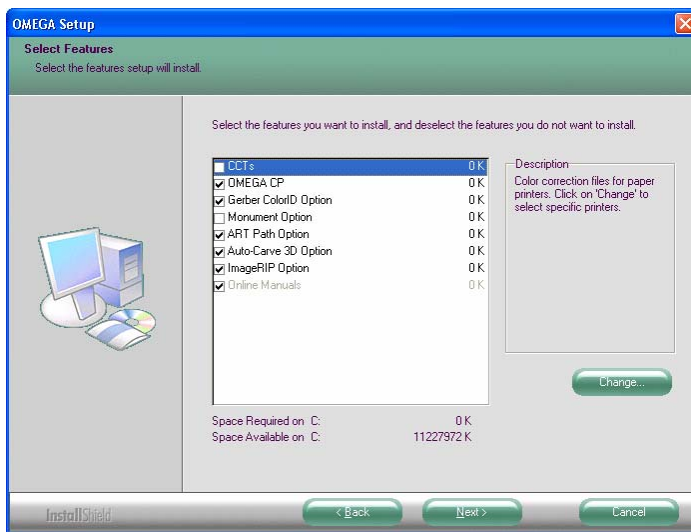 OMEGA Setup
Select Features
Select the features setup will install.
Select the features you want to install, and deselect the features you do not want to install.
CCTs 0 K
OMEGA CP 0 K
Gerber ColorID Option 0 K
Monument Option 0 K
ART Path Option 0 K
Auto-Carve 3D Option 0 K
ImageRIP Option 0 K
Online Manuals 0 K
Description
Color correction files for paper
printers. Click on 'Change' to
select specific printers.
Change...
Space Required on C: 0 K
Space Available on C: 11227972 K
InstallShield
< Back
Next >
Cancel